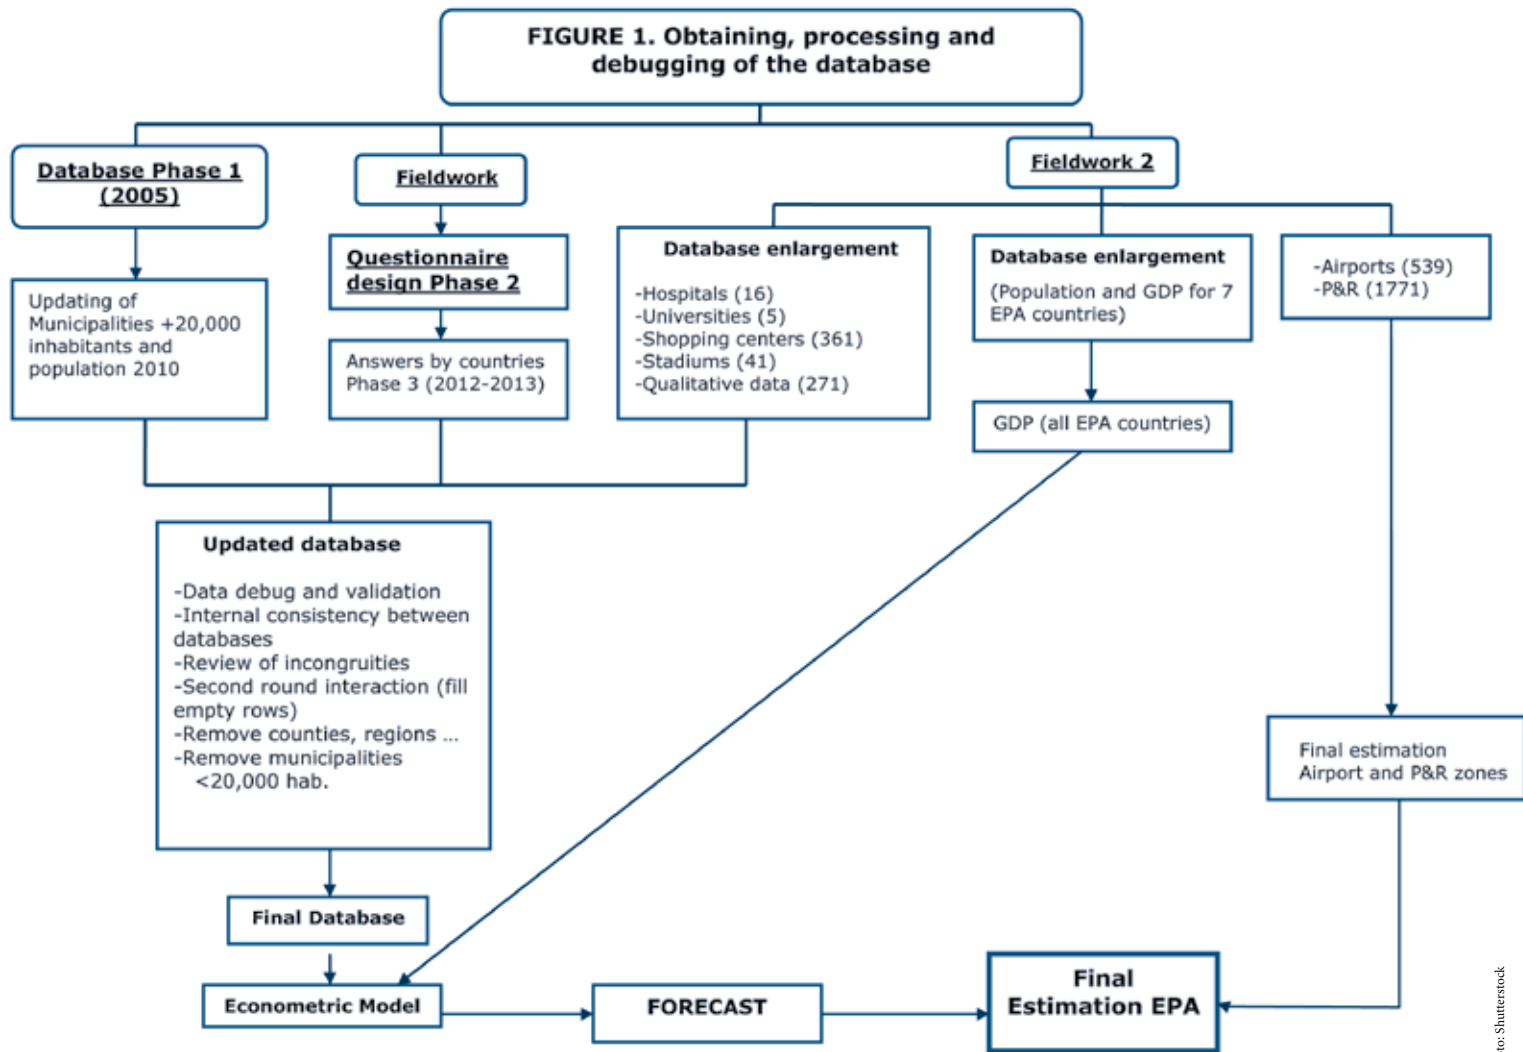 FIGURE 1. Obtaining, processing and
debugging of the database
Database Phase 1
(2005)
Fieldwork
Fieldwork 2
Updating of
Municipalities +20,000
inhabitants and
population 2010
Questionnaire
design Phase 2
Answers by countries
Phase 3 (2012-2013)
Database enlargement
-Hospitals (16)
-Universities (5)
-Shopping centers (361)
-Stadiums (41)
-Qualitative data (271)
Database enlargement
(Population and GDP for 7
EPA countries)
GDP (all EPA countries)
-Airports (539)
-P&R (1771)
Updated database
-Data debug and validation
-Internal consistency between
databases
-Review of incongruities
-Second round interaction (fill
empty rows)
-Remove counties, regions ...
-Remove municipalities
<20,000 hab.
Final estimation
Airport and P&R zones
Final Database
Econometric Model
FORECAST
Final
Estimation EPA
to: Shutterstock